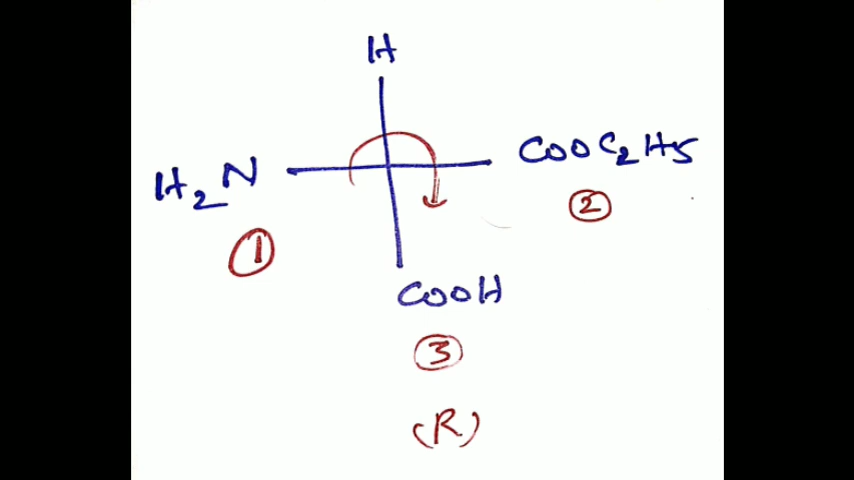 H
H₂N COOC₂H₅
① ②
COOH
③
(R)